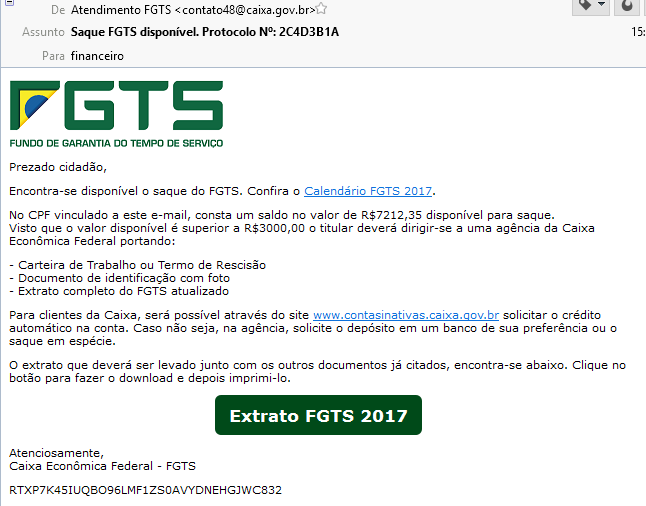 De Atendimento FGTS <contato48@caixa.gov.br>
Assunto Saque FGTS disponível. Protocolo Nº: 2C4D3B1A 15:
Para financeiro
FGTS
FUNDO DE GARANTIA DO TEMPO DE SERVIÇO
Prezado cidadão,
Encontra-se disponível o saque do FGTS. Confira o Calendário FGTS 2017.
No CPF vinculado a este e-mail, consta um saldo no valor de R$7212,35 disponível para saque.
Visto que o valor disponível é superior a R$3000,00 o titular deverá dirigir-se a uma agência da Caixa
Econômica Federal portando:
- Carteira de Trabalho ou Termo de Rescisão
- Documento de identificação com foto
- Extrato completo do FGTS atualizado
Para clientes da Caixa, será possível através do site www.contasinativas.caixa.gov.br solicitar o crédito
automático na conta. Caso não seja, na agência, solicite o depósito em um banco de sua preferência ou o
saque em espécie.
O extrato que deverá ser levado junto com os outros documentos já citados, encontra-se abaixo. Clique no
botão para fazer o download e depois imprimi-lo.
Extrato FGTS 2017
Atenciosamente,
Caixa Econômica Federal - FGTS
RTXP7K45IUQBO96LMF1ZS0AVYDNEHGJWC832